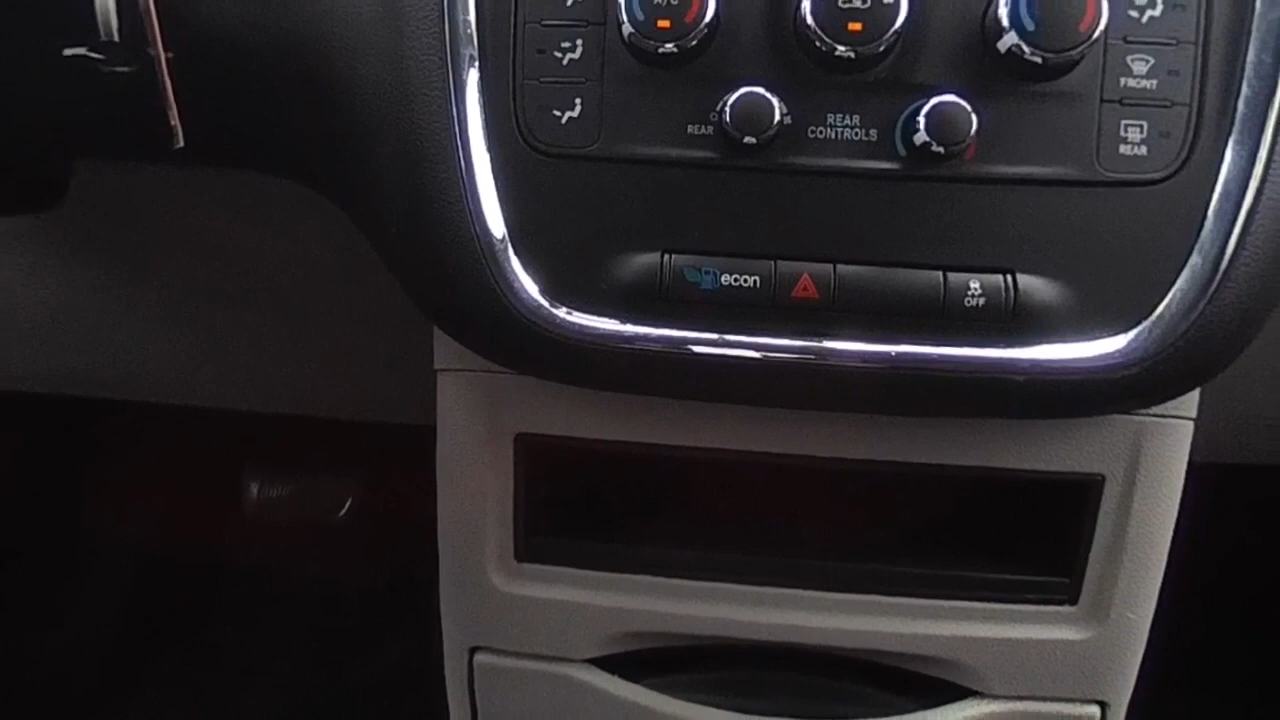 A/C
FRONT
REAR
REAR
CONTROLS
REAR
econ
OFF